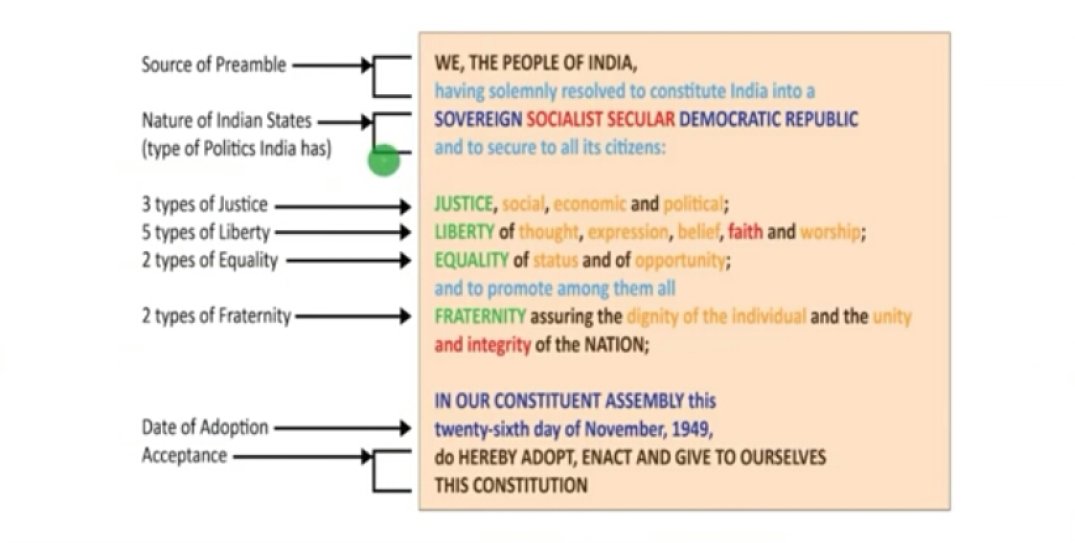 Source of Preamble
WE, THE PEOPLE OF INDIA,
having solemnly resolved to constitute India into a
Nature of Indian States
(type of Politics India has)
SOVEREIGN SOCIALIST SECULAR DEMOCRATIC REPUBLIC
and to secure to all its citizens:
3 types of Justice
JUSTICE, social, economic and political;
5 types of Liberty
LIBERTY of thought, expression, belief, faith and worship;
2 types of Equality
EQUALITY of status and of opportunity;
and to promote among them all
2 types of Fraternity
FRATERNITY assuring the dignity of the individual and the unity
and integrity of the NATION;
IN OUR CONSTITUENT ASSEMBLY this
Date of Adoption
twenty-sixth day of November, 1949,
Acceptance
do HEREBY ADOPT, ENACT AND GIVE TO OURSELVES
THIS CONSTITUTION